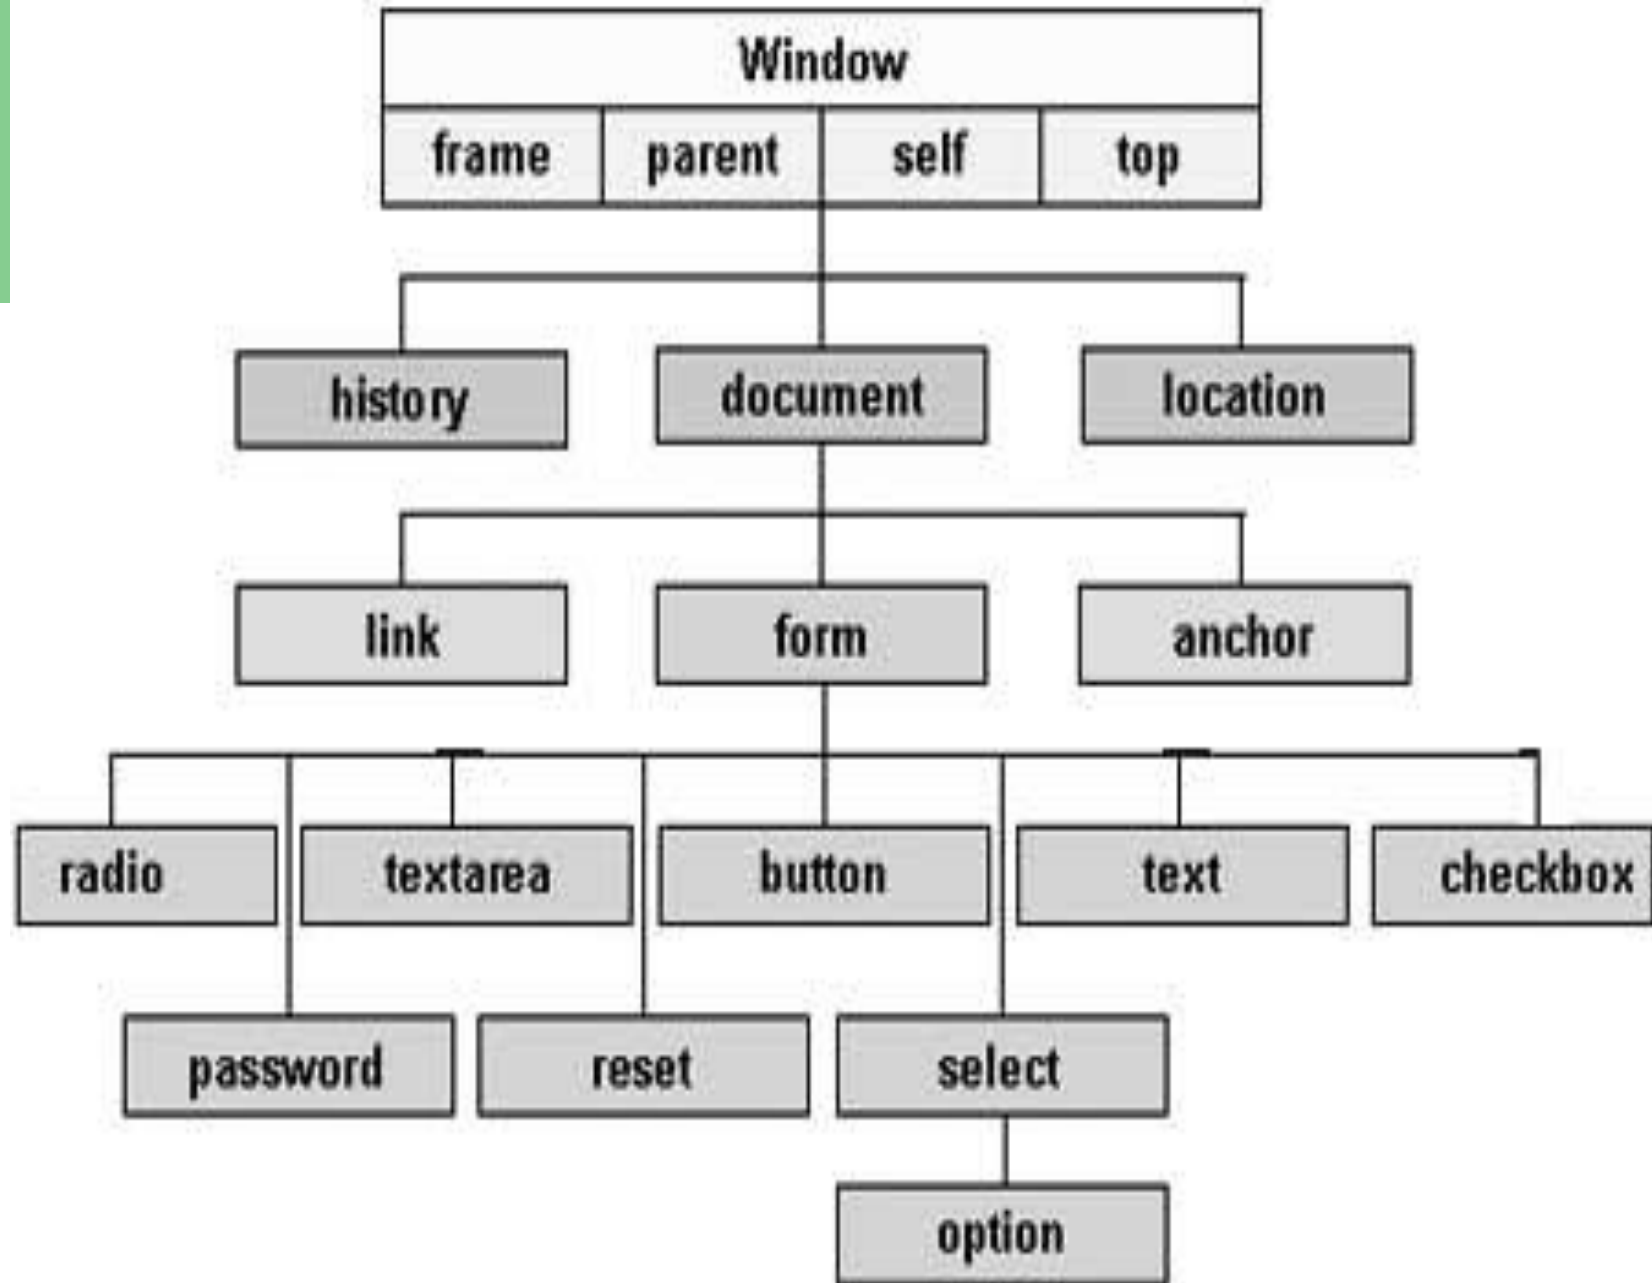 Window
frame parent self top
history document location
link form anchor
radio textarea button text checkbox
password reset select
option